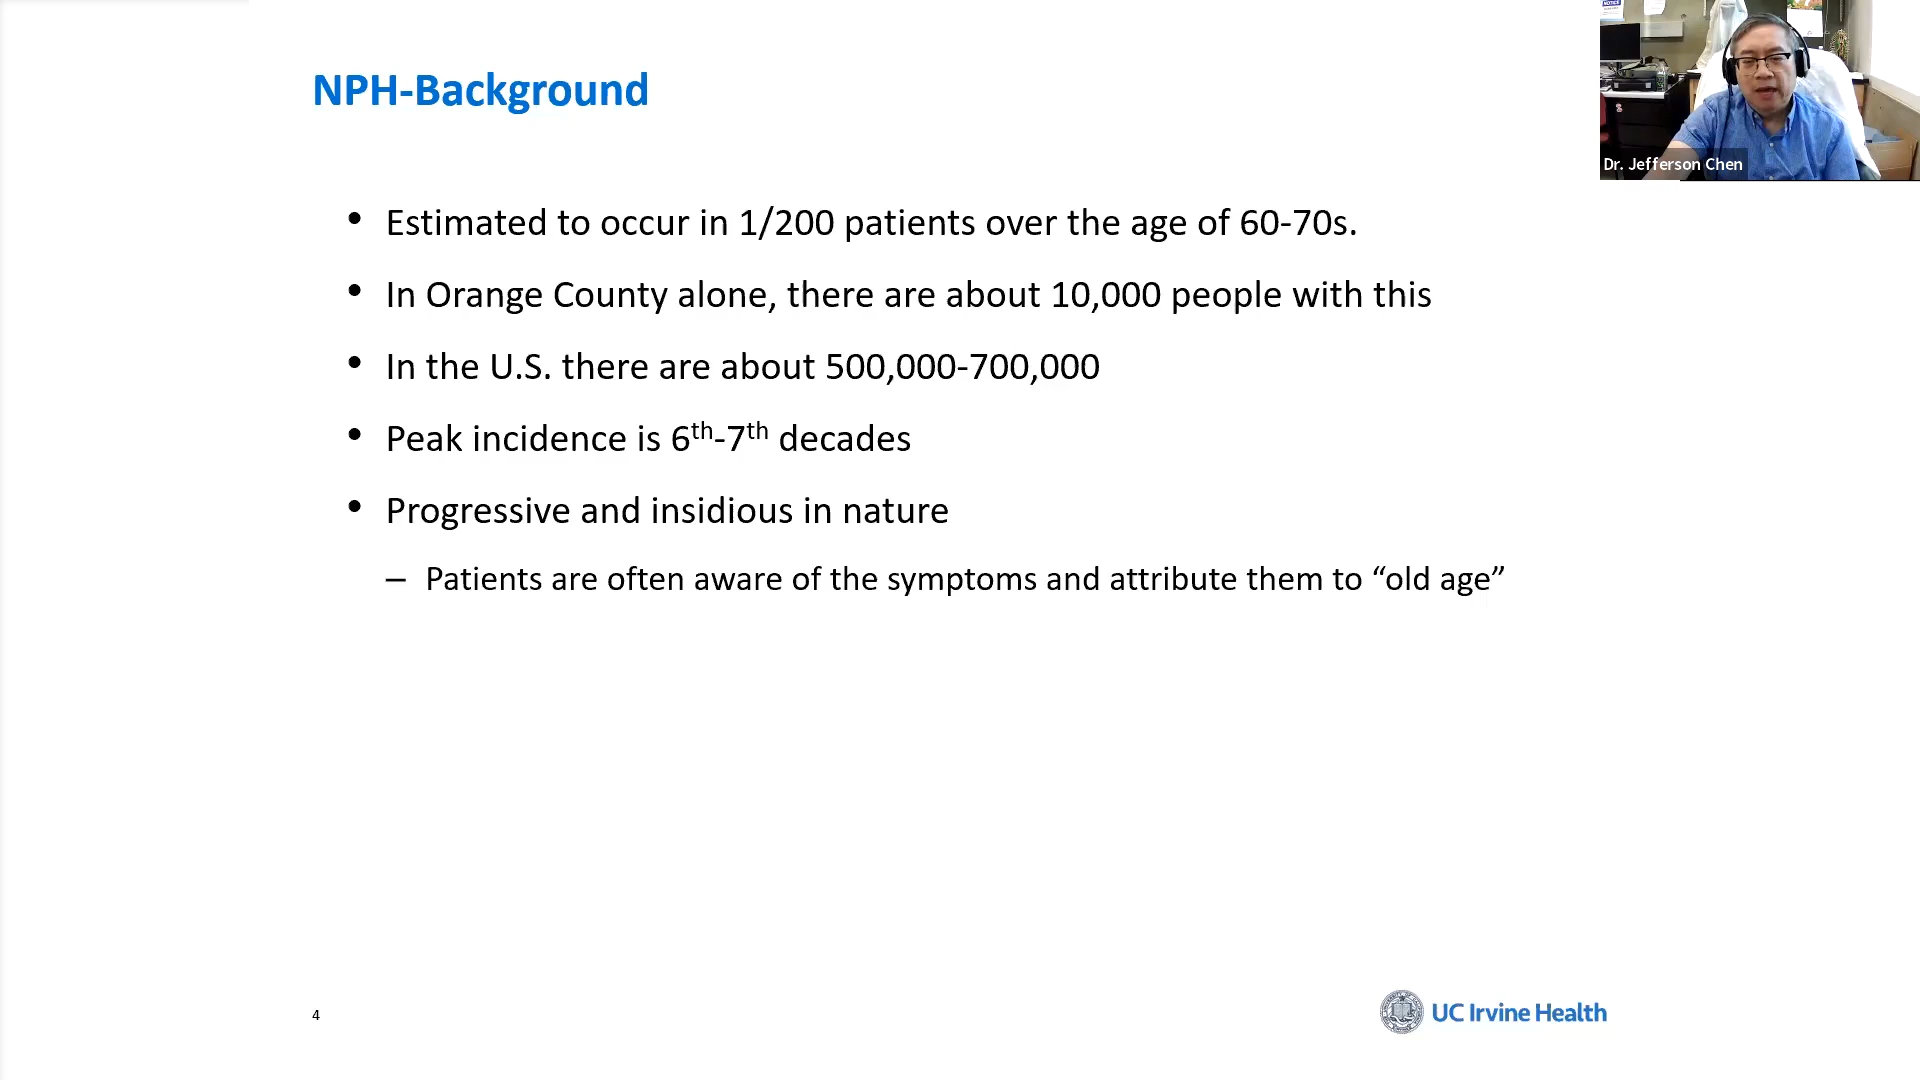 NPH-Background
NOTICE
Dr. Jefferson Chen
• Estimated to occur in 1/200 patients over the age of 60-70s.
• In Orange County alone, there are about 10,000 people with this
• In the U.S. there are about 500,000-700,000
• Peak incidence is 6th-7th decades
• Progressive and insidious in nature
– Patients are often aware of the symptoms and attribute them to “old age”
4
UC Irvine Health